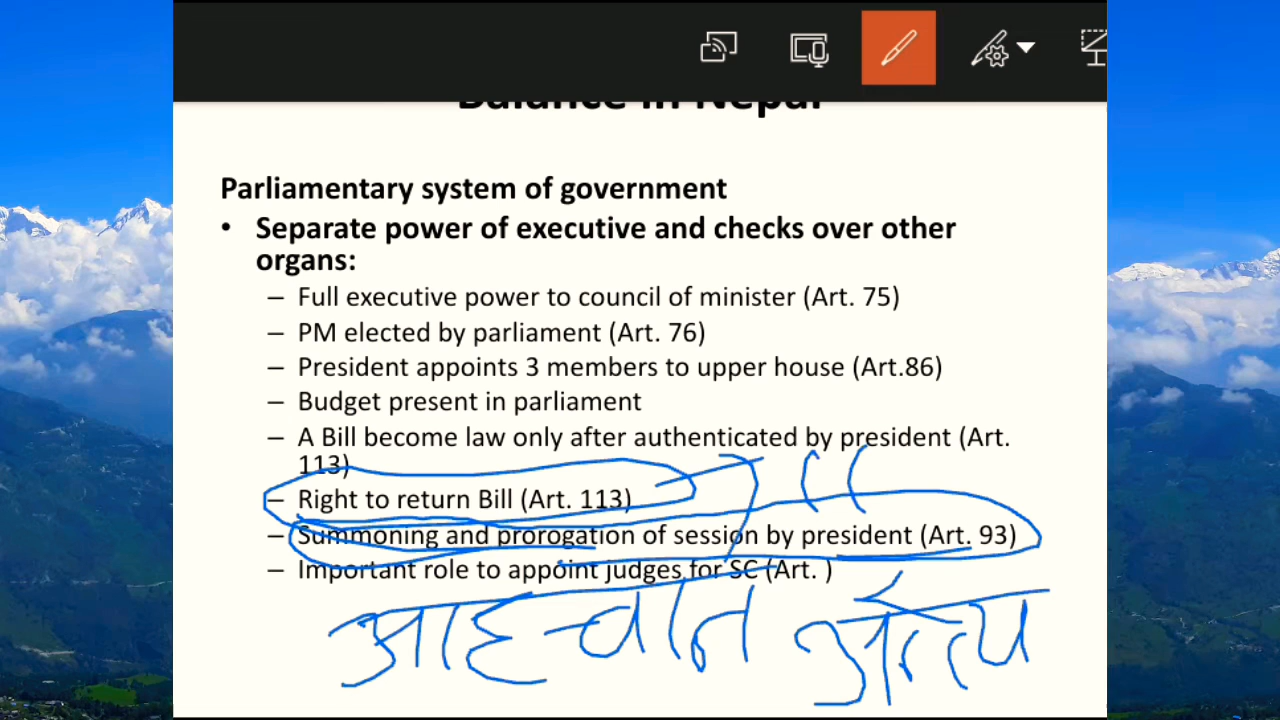 Balance in Nepal
Parliamentary system of government
• Separate power of executive and checks over other
organs:
– Full executive power to council of minister (Art. 75)
– PM elected by parliament (Art. 76)
– President appoints 3 members to upper house (Art.86)
– Budget present in parliament
– A Bill become law only after authenticated by president (Art.
113)
– Right to return Bill (Art. 113)
– Summoning and prorogation of session by president (Art. 93)
– Important role to appoint judges for SC (Art. )
आह्वान